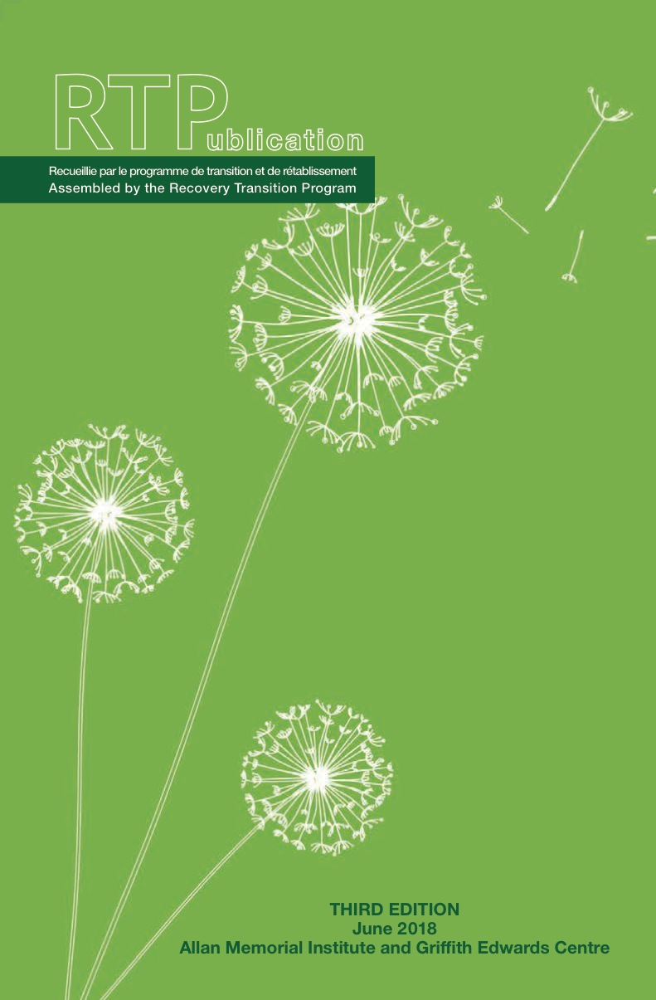 RTPublication
Recueillie par le programme de transition et de rétablissement
Assembled by the Recovery Transition Program
THIRD EDITION
June 2018
Allan Memorial Institute and Griffith Edwards Centre